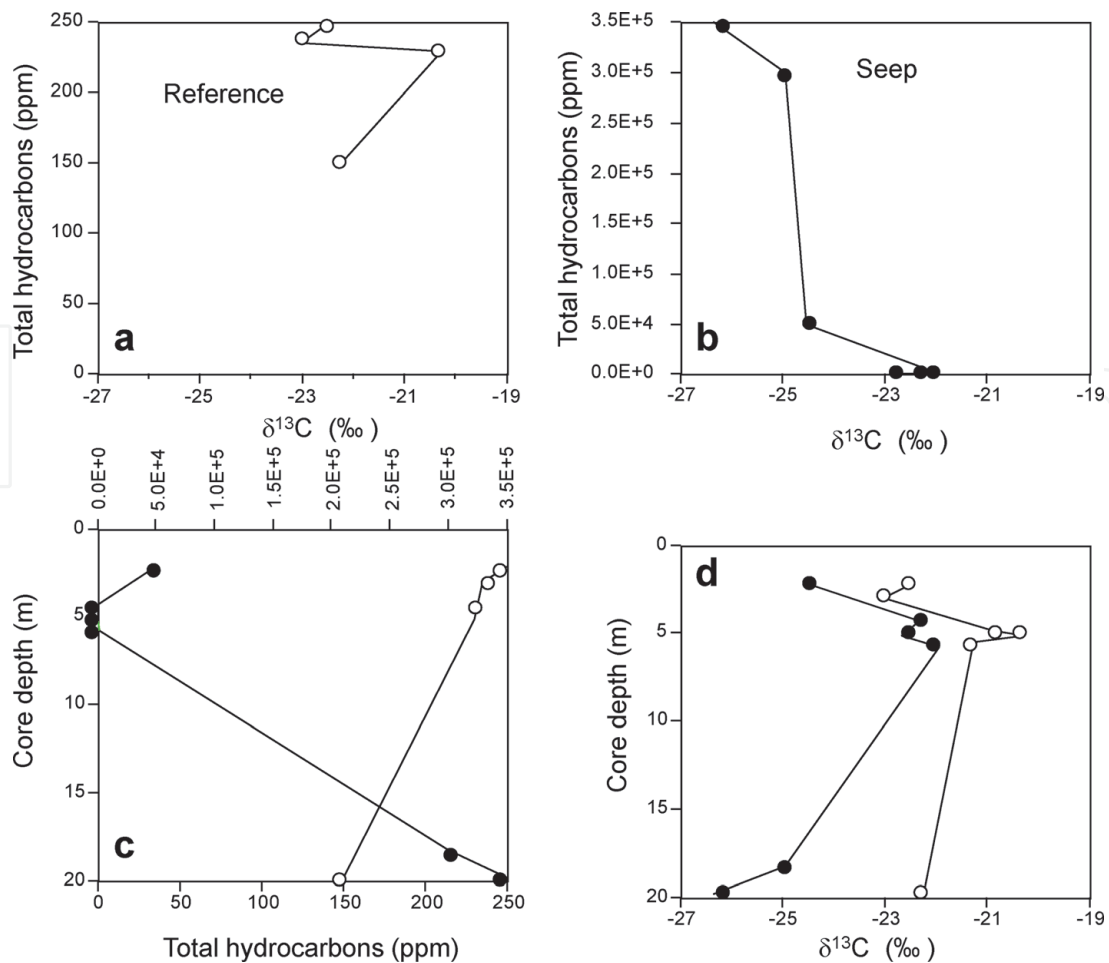 250
200
150
100
50
0
Total hydrocarbons (ppm)
Reference
a
-27
-25
-23
-21
-19
δ¹³C (‰)
3.5E+5
3.0E+5
2.5E+5
2.0E+5
1.5E+5
1.0E+5
5.0E+4
0.0E+0
Total hydrocarbons (ppm)
Seep
b
-27
-25
-23
-21
-19
δ¹³C (‰)
0.0E+0
5.0E+4
1.0E+5
1.5E+5
2.0E+5
2.5E+5
3.0E+5
3.5E+5
0
5
10
15
20
Core depth (m)
c
0
50
100
150
200
250
Total hydrocarbons (ppm)
0
5
10
15
20
Core depth (m)
d
-27
-25
-23
-21
-19
δ¹³C (‰)